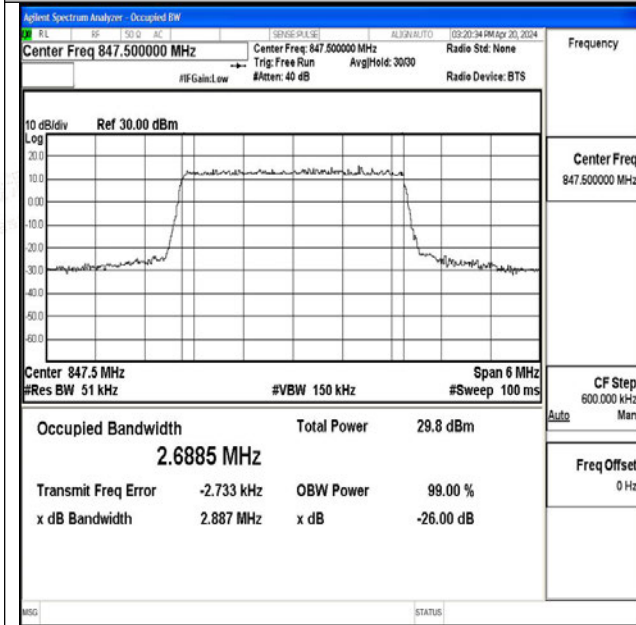 Agilent Spectrum Analyzer - Occupied BW
RL RF 50 Ω AC SENSE:PULSE ALIGNAUTO 03:20:34 PM Apr 20, 2024
Center Freq 847.500000 MHz
Center Freq: 847.500000 MHz
Radio Std: None
Trig: Free Run Avg|Hold: 30/30
#IFGain:Low #Atten: 40 dB Radio Device: BTS
Frequency
10 dB/div Ref 30.00 dBm
Log
20.0
10.0
0.00
-10.0
-20.0
-30.0
-40.0
-50.0
-60.0
Center 847.5 MHz Span 6 MHz
#Res BW 51 kHz #VBW 150 kHz #Sweep 100 ms
Center Freq
847.500000 MHz
CF Step
600.000 kHz
Auto Man
Freq Offset
0 Hz
Occupied Bandwidth Total Power 29.8 dBm
2.6885 MHz
Transmit Freq Error -2.733 kHz OBW Power 99.00 %
x dB Bandwidth 2.887 MHz x dB -26.00 dB
MSG STATUS